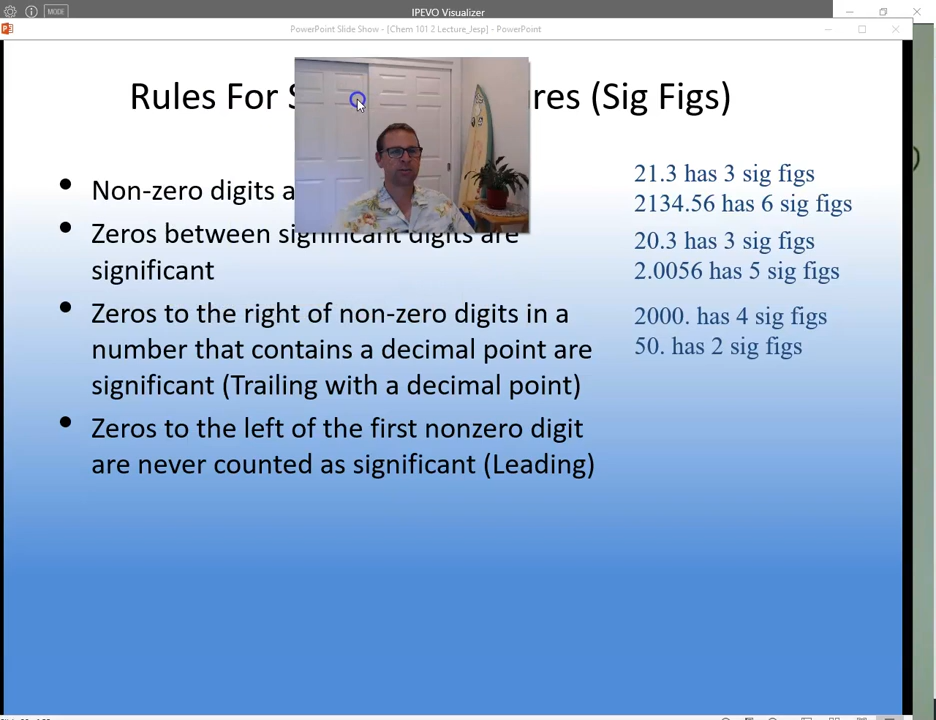 IPEVO Visualizer
MODE
PowerPoint Slide Show - [Chem 101 2 Lecture_Jesp] - PowerPoint
Rules For S res (Sig Figs)
• Non-zero digits a
• Zeros between significant digits are
significant
• Zeros to the right of non-zero digits in a
number that contains a decimal point are
significant (Trailing with a decimal point)
• Zeros to the left of the first nonzero digit
are never counted as significant (Leading)
21.3 has 3 sig figs
2134.56 has 6 sig figs
20.3 has 3 sig figs
2.0056 has 5 sig figs
2000. has 4 sig figs
50. has 2 sig figs